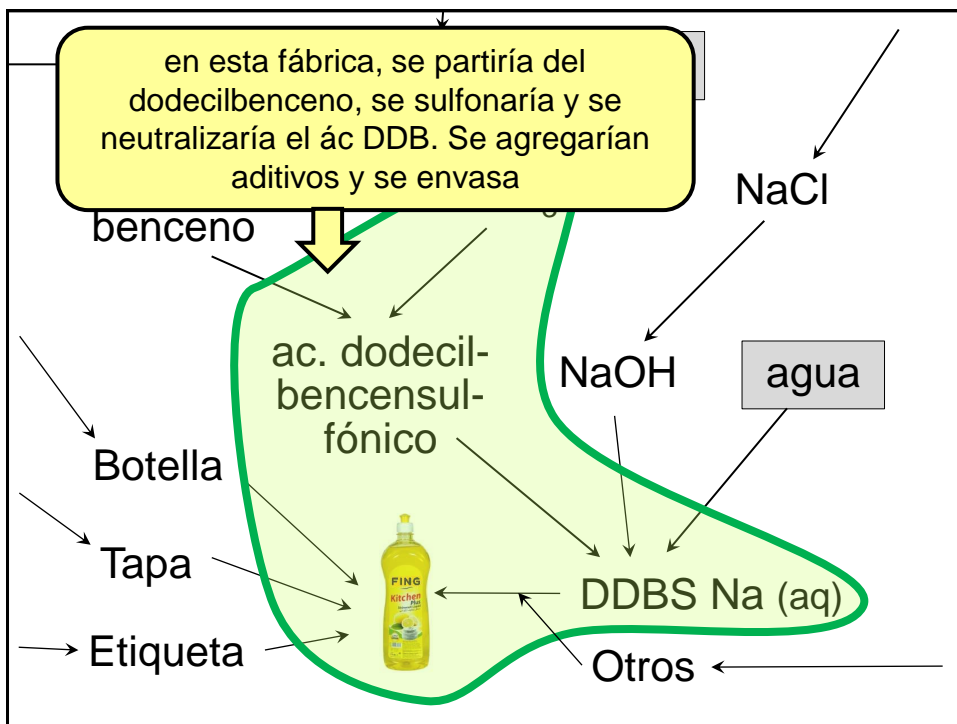 en esta fábrica, se partiría del
dodecilbenceno, se sulfonaría y se
neutralizaría el ác DDB. Se agregarían
aditivos y se envasa
benceno
NaCl
ac. dodecil-
bencensul-
fónico
NaOH
agua
Botella
Tapa
Etiqueta
FING
Kitchen
Plus
DDBS Na (aq)
Otros